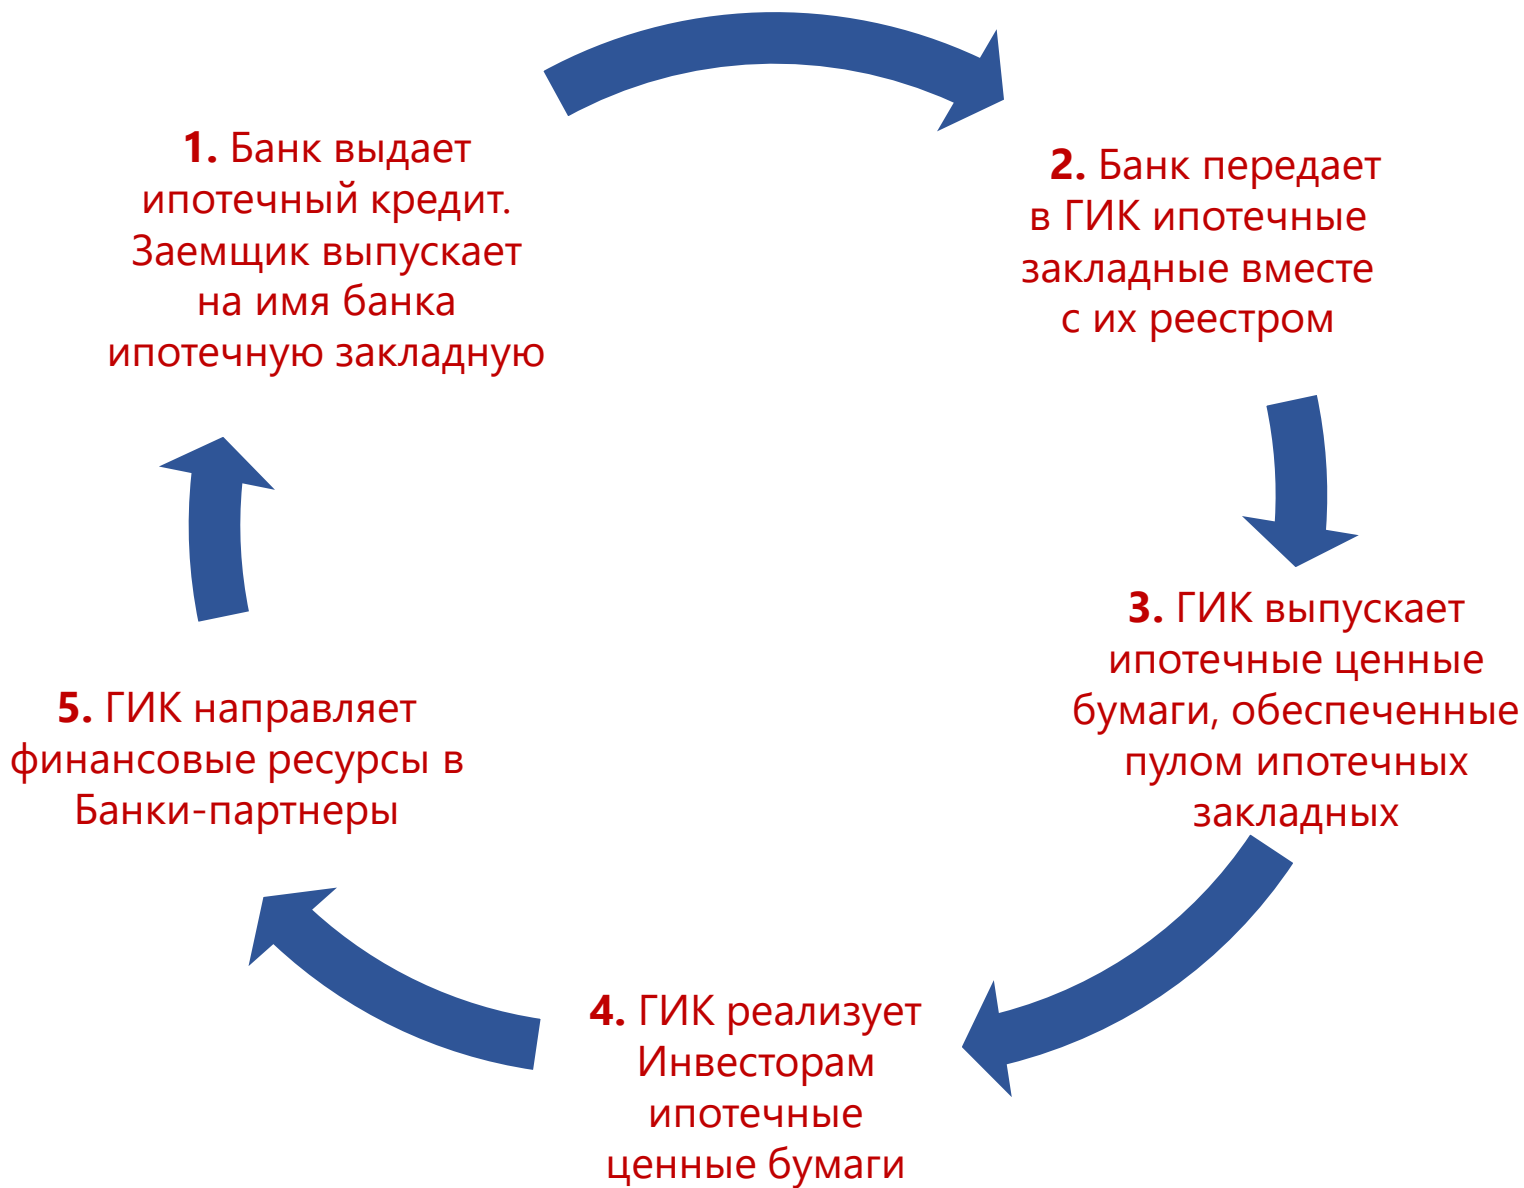 1. Банк выдает
ипотечный кредит.
Заемщик выпускает
на имя банка
ипотечную закладную
2. Банк передает
в ГИК ипотечные
закладные вместе
с их реестром
3. ГИК выпускает
ипотечные ценные
бумаги, обеспеченные
пулом ипотечных
закладных
4. ГИК реализует
Инвесторам
ипотечные
ценные бумаги
5. ГИК направляет
финансовые ресурсы в
Банки-партнеры